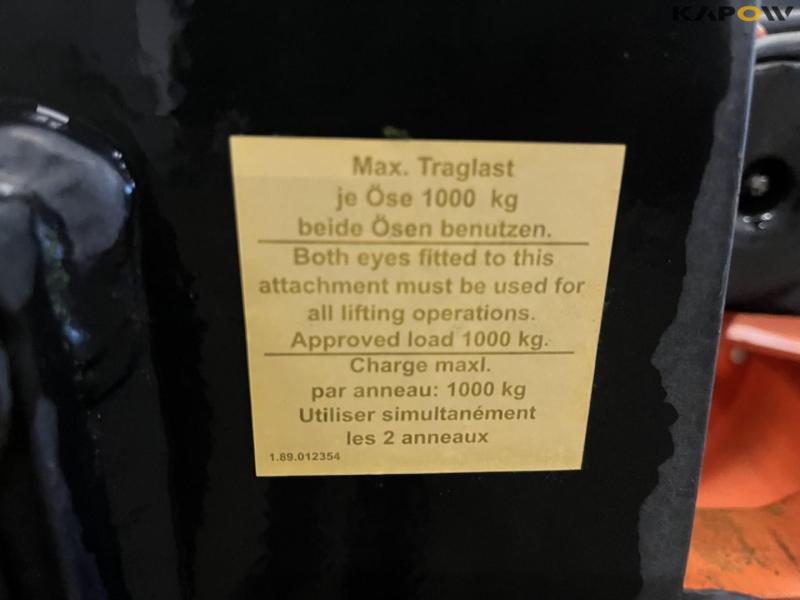 KAPOW
Max. Traglast
je Öse 1000 kg
beide Ösen benutzen.
Both eyes fitted to this
attachment must be used for
all lifting operations.
Approved load 1000 kg.
Charge maxl.
par anneau: 1000 kg
Utiliser simultanément
les 2 anneaux
1.89.012354